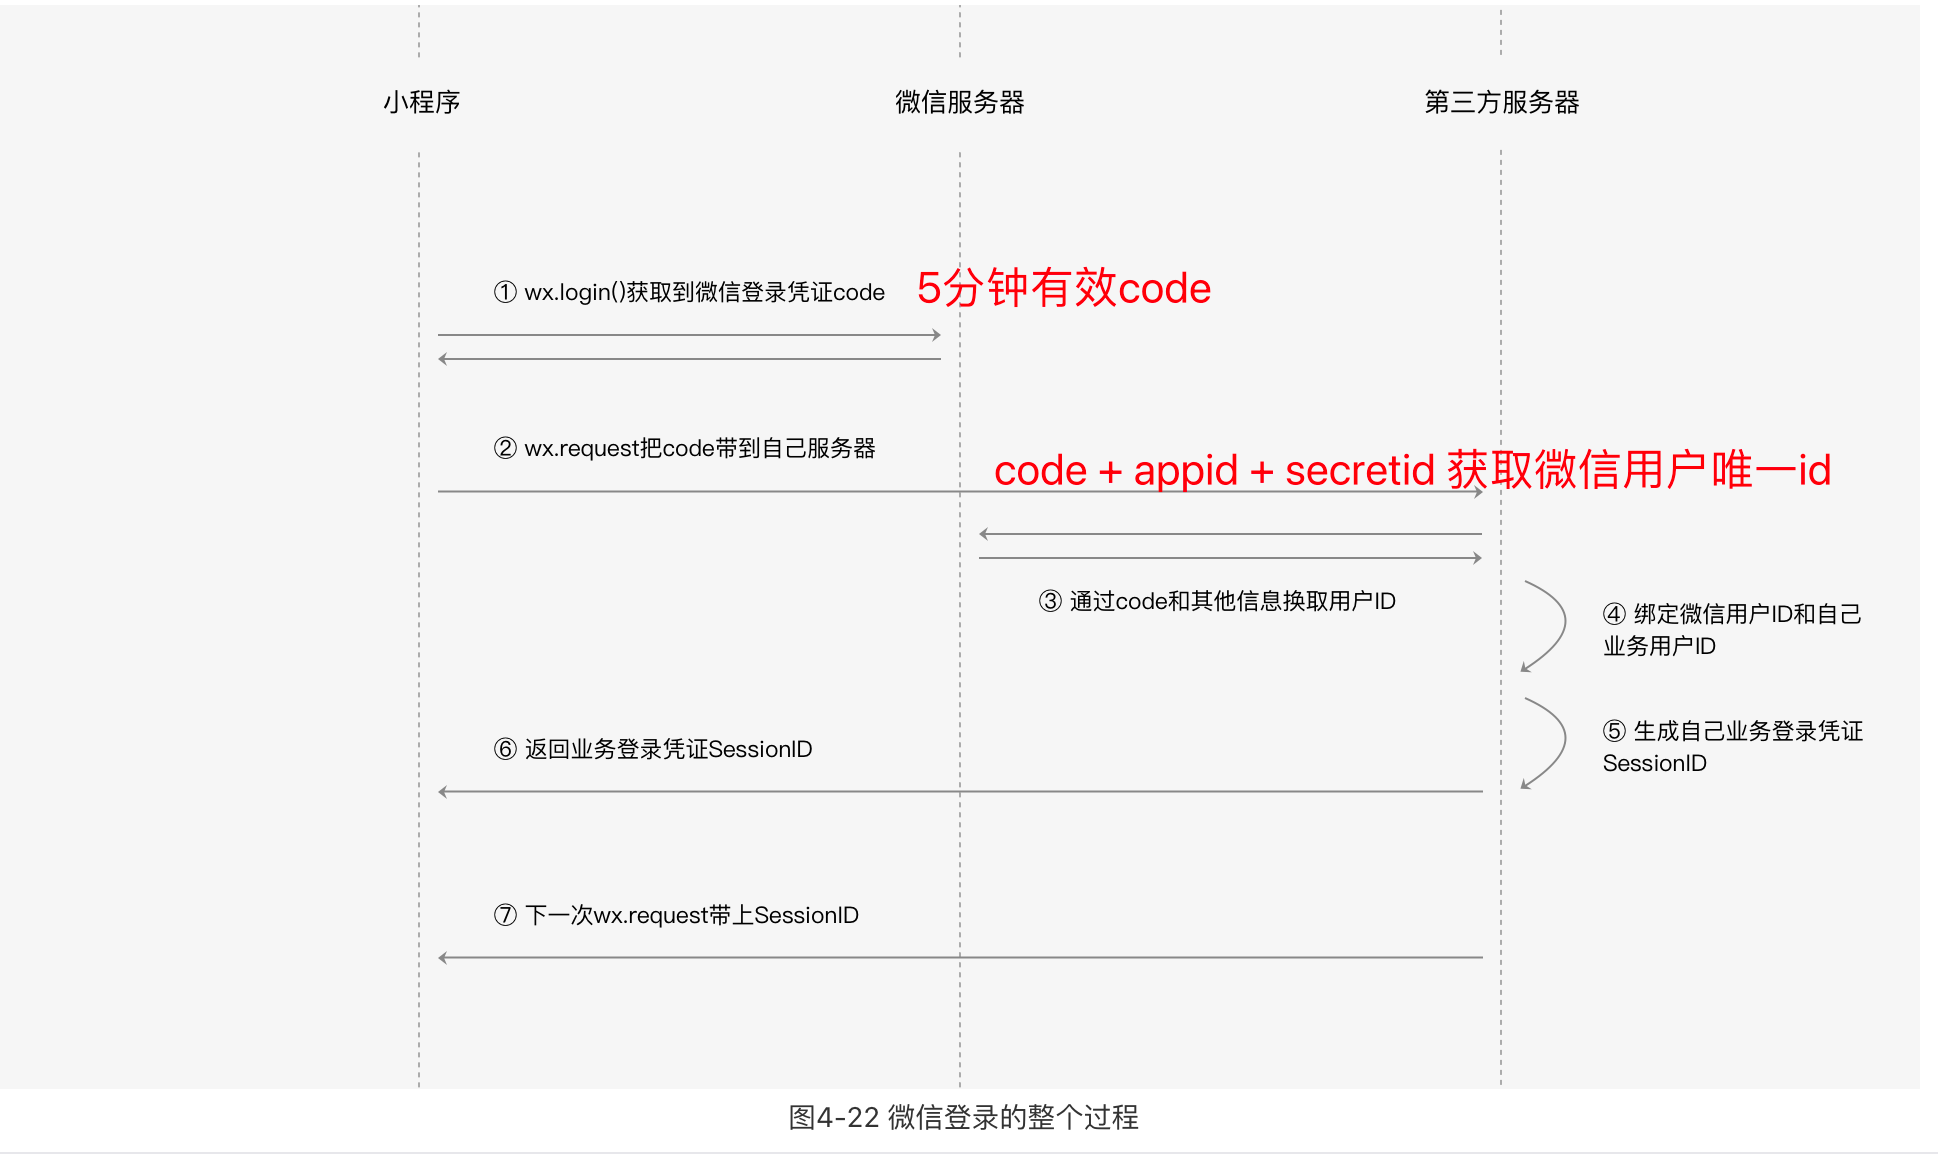 小程序
微信服务器
第三方服务器
① wx.login()获取到微信登录凭证code
5分钟有效code
② wx.request把code带到自己服务器
code + appid + secretid 获取微信用户唯一id
③ 通过code和其他信息换取用户ID
④ 绑定微信用户ID和自己
业务用户ID
⑤ 生成自己业务登录凭证
SessionID
⑥ 返回业务登录凭证SessionID
⑦ 下一次wx.request带上SessionID
图4-22 微信登录的整个过程